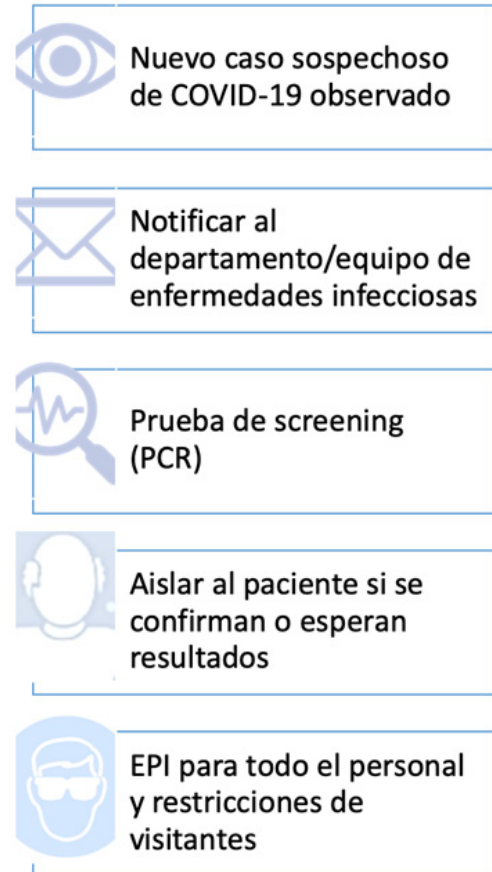 Nuevo caso sospechoso
de COVID-19 observado
Notificar al
departamento/equipo de
enfermedades infecciosas
Prueba de screening
(PCR)
Aislar al paciente si se
confirman o esperan
resultados
EPI para todo el personal
y restricciones de
visitantes